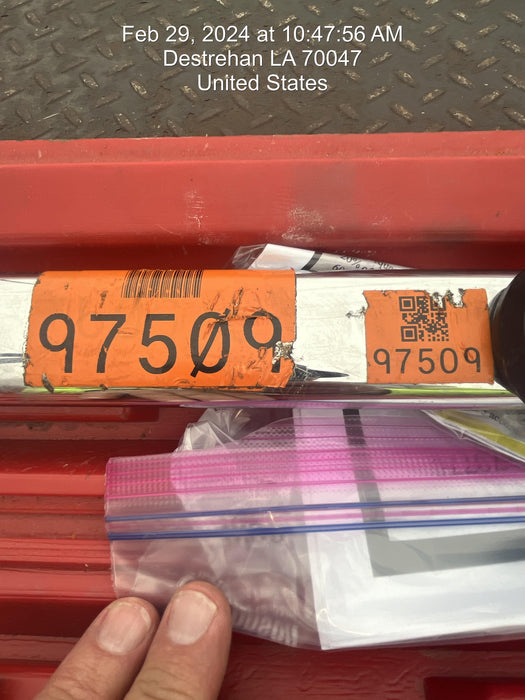 Feb 29, 2024 at 10:47:56 AM
Destrehan LA 70047
United States
97509
97509